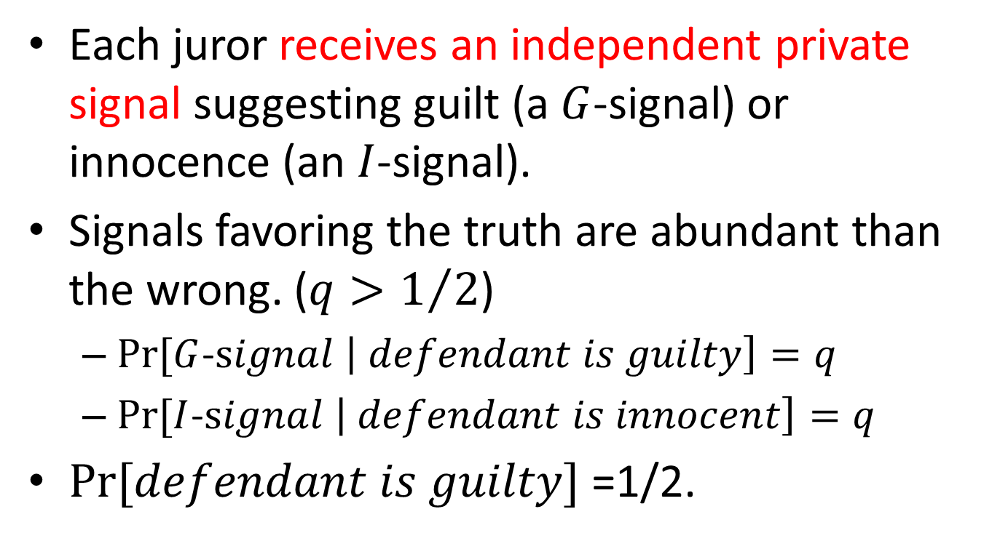 • Each juror receives an independent private
signal suggesting guilt (a G-signal) or
innocence (an I-signal).
• Signals favoring the truth are abundant than
the wrong. (q > 1/2)
– Pr[G-signal | defendant is guilty] = q
– Pr[I-signal | defendant is innocent] = q
• Pr[defendant is guilty] =1/2.